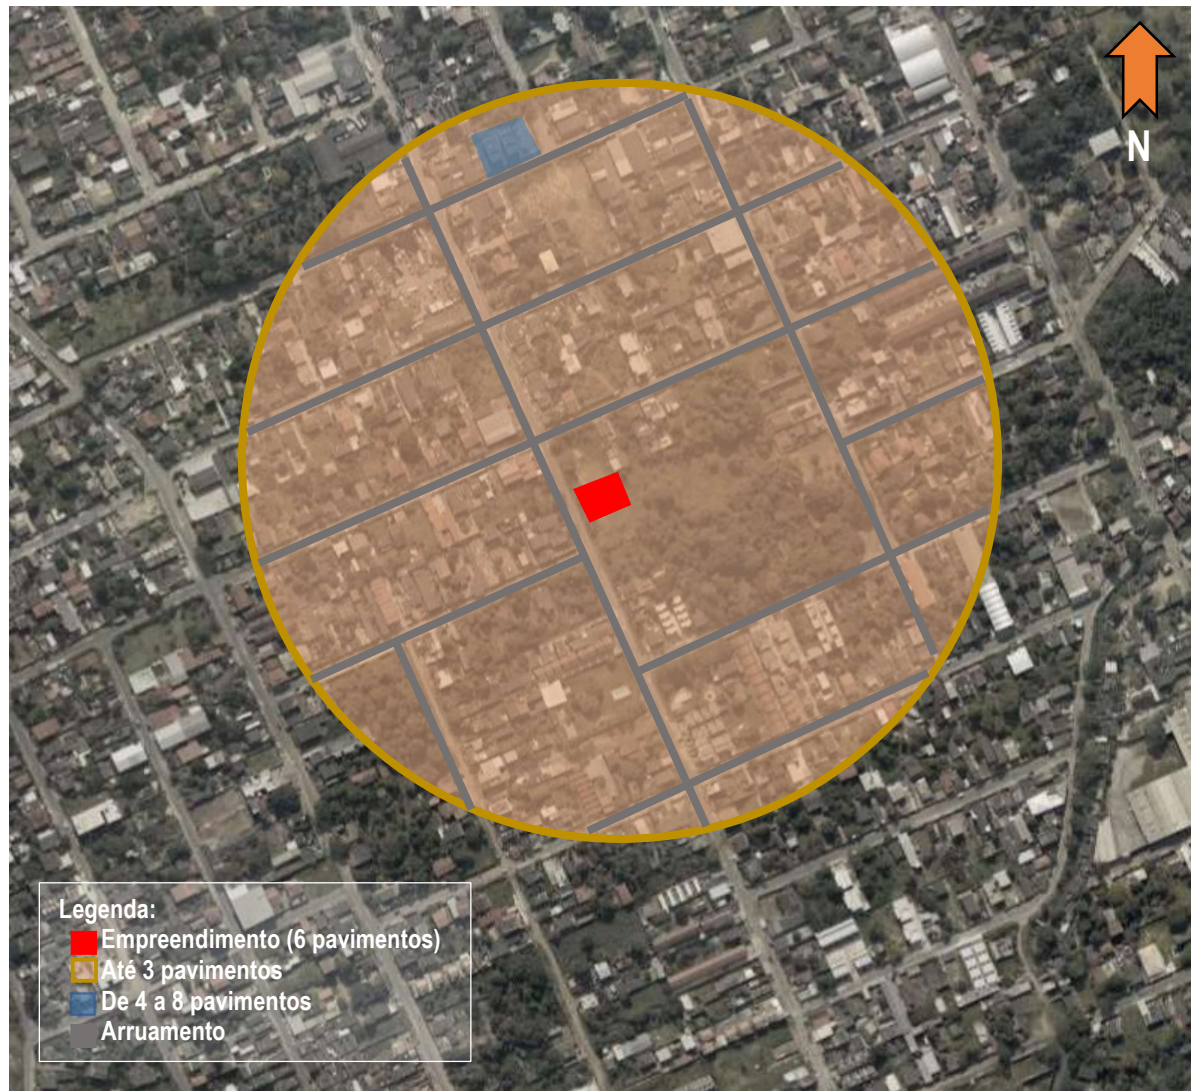 N
Legenda:
Empreendimento (6 pavimentos)
Até 3 pavimentos
De 4 a 8 pavimentos
Arruamento